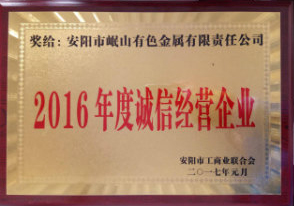 奖给：安阳市岷山有色金属有限责任公司
2016年度诚信经营企业
安阳市工商业联合会
二〇一七年元月